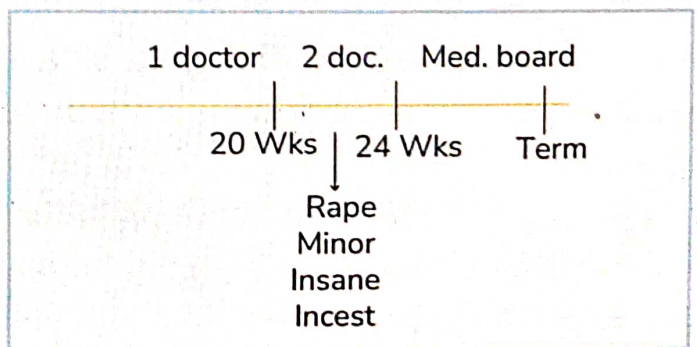 1 doctor 2 doc. Med. board
20 Wks 24 Wks Term
Rape
Minor
Insane
Incest